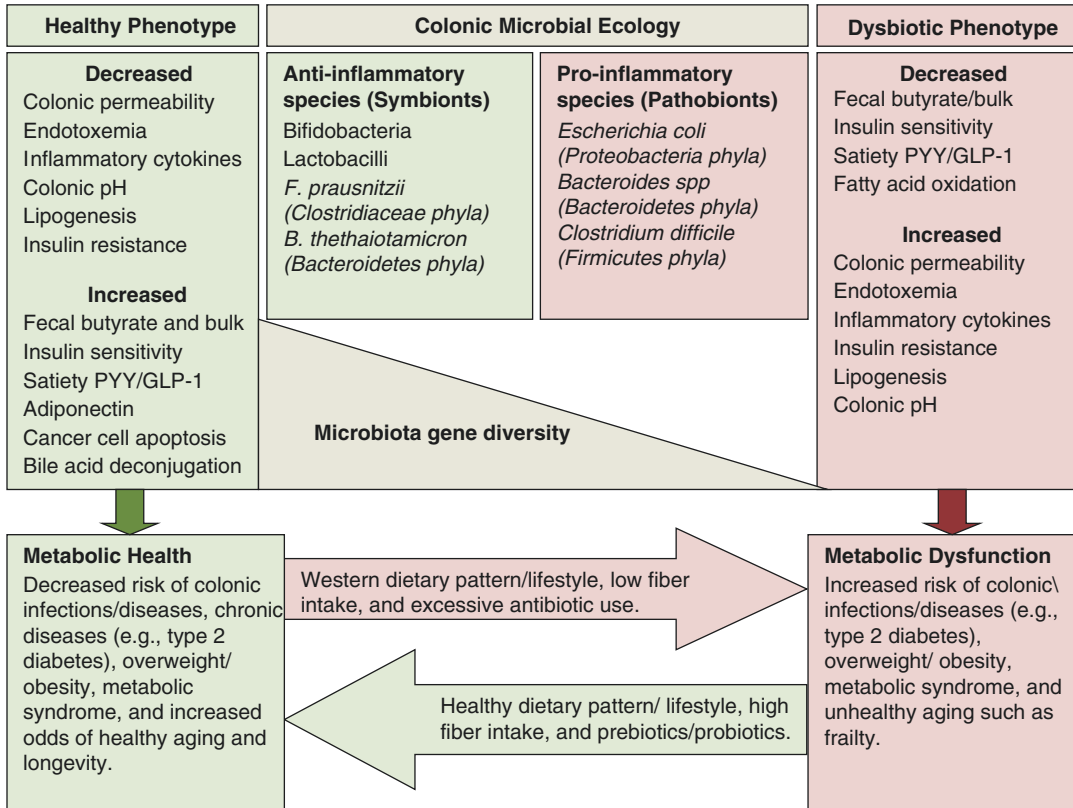 Healthy Phenotype
Colonic Microbial Ecology
Dysbiotic Phenotype
Decreased
Colonic permeability
Endotoxemia
Inflammatory cytokines
Colonic pH
Lipogenesis
Insulin resistance
Increased
Fecal butyrate and bulk
Insulin sensitivity
Satiety PYY/GLP-1
Adiponectin
Cancer cell apoptosis
Bile acid deconjugation
Anti-inflammatory
species (Symbionts)
Bifidobacteria
Lactobacilli
F. prausnitzii
(Clostridiaceae phyla)
B. thethaiotamicron
(Bacteroidetes phyla)
Pro-inflammatory
species (Pathobionts)
Escherichia coli
(Proteobacteria phyla)
Bacteroides spp
(Bacteroidetes phyla)
Clostridium difficile
(Firmicutes phyla)
Microbiota gene diversity
Decreased
Fecal butyrate/bulk
Insulin sensitivity
Satiety PYY/GLP-1
Fatty acid oxidation
Increased
Colonic permeability
Endotoxemia
Inflammatory cytokines
Insulin resistance
Lipogenesis
Colonic pH
Metabolic Health
Decreased risk of colonic
infections/diseases, chronic
diseases (e.g., type 2
diabetes), overweight/
obesity, metabolic
syndrome, and increased
odds of healthy aging and
longevity.
Western dietary pattern/lifestyle, low fiber
intake, and excessive antibiotic use.
Healthy dietary pattern/ lifestyle, high
fiber intake, and prebiotics/probiotics.
Metabolic Dysfunction
Increased risk of colonic\
infections/diseases (e.g.,
type 2 diabetes),
overweight/ obesity,
metabolic syndrome, and
unhealthy aging such as
frailty.